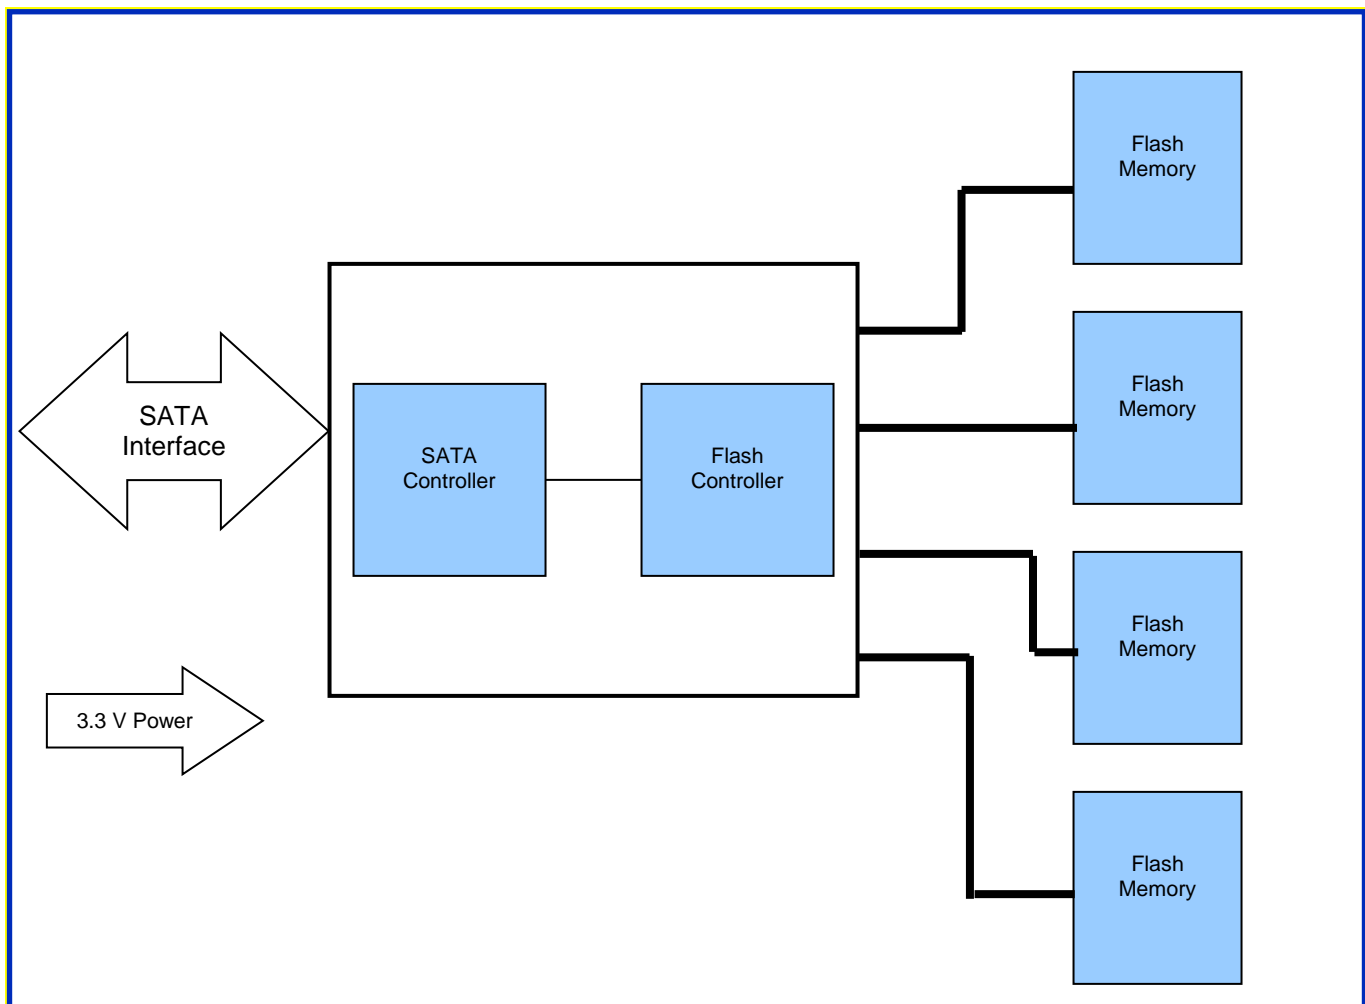 Flash
Memory
Flash
Memory
SATA
Interface
SATA
Controller
Flash
Controller
Flash
Memory
3.3 V Power
Flash
Memory